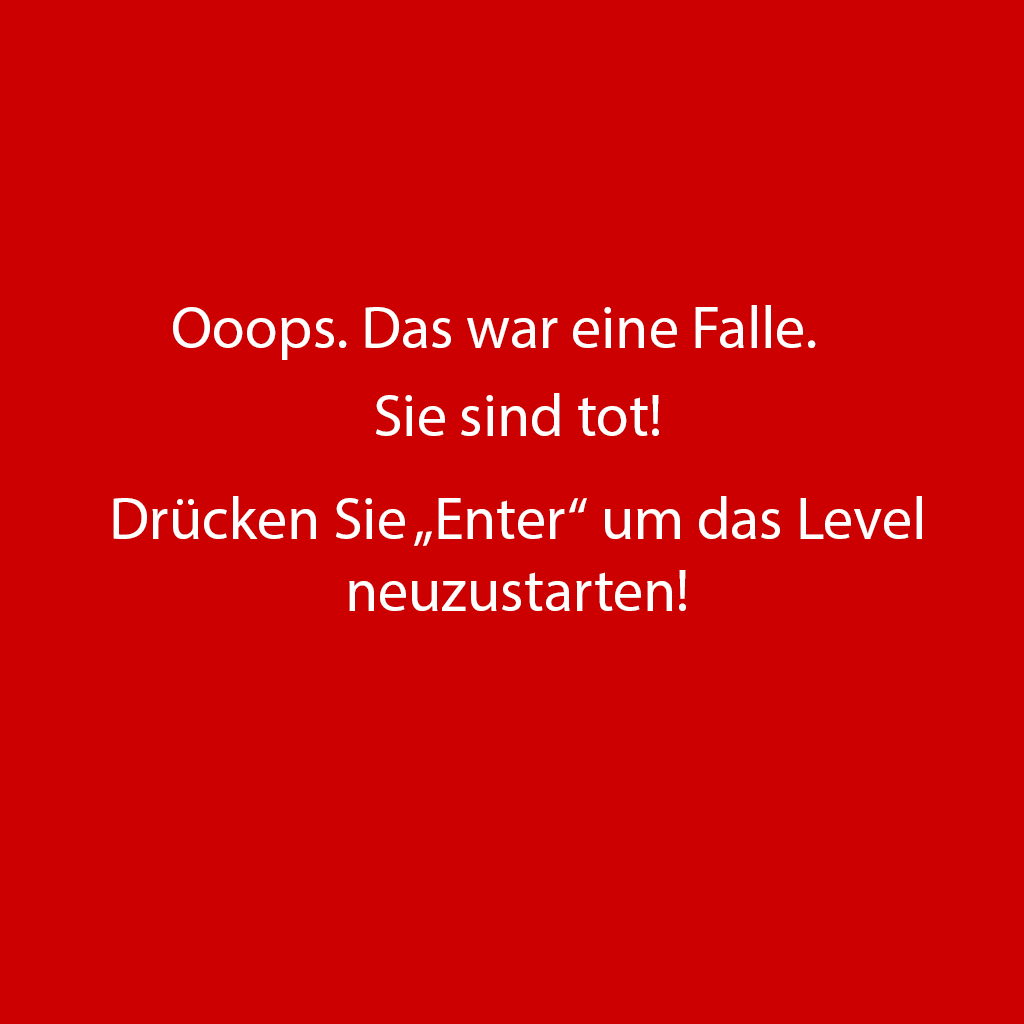 Ooops. Das war eine Falle.
Sie sind tot!
Drücken Sie „Enter“ um das Level
neuzustarten!